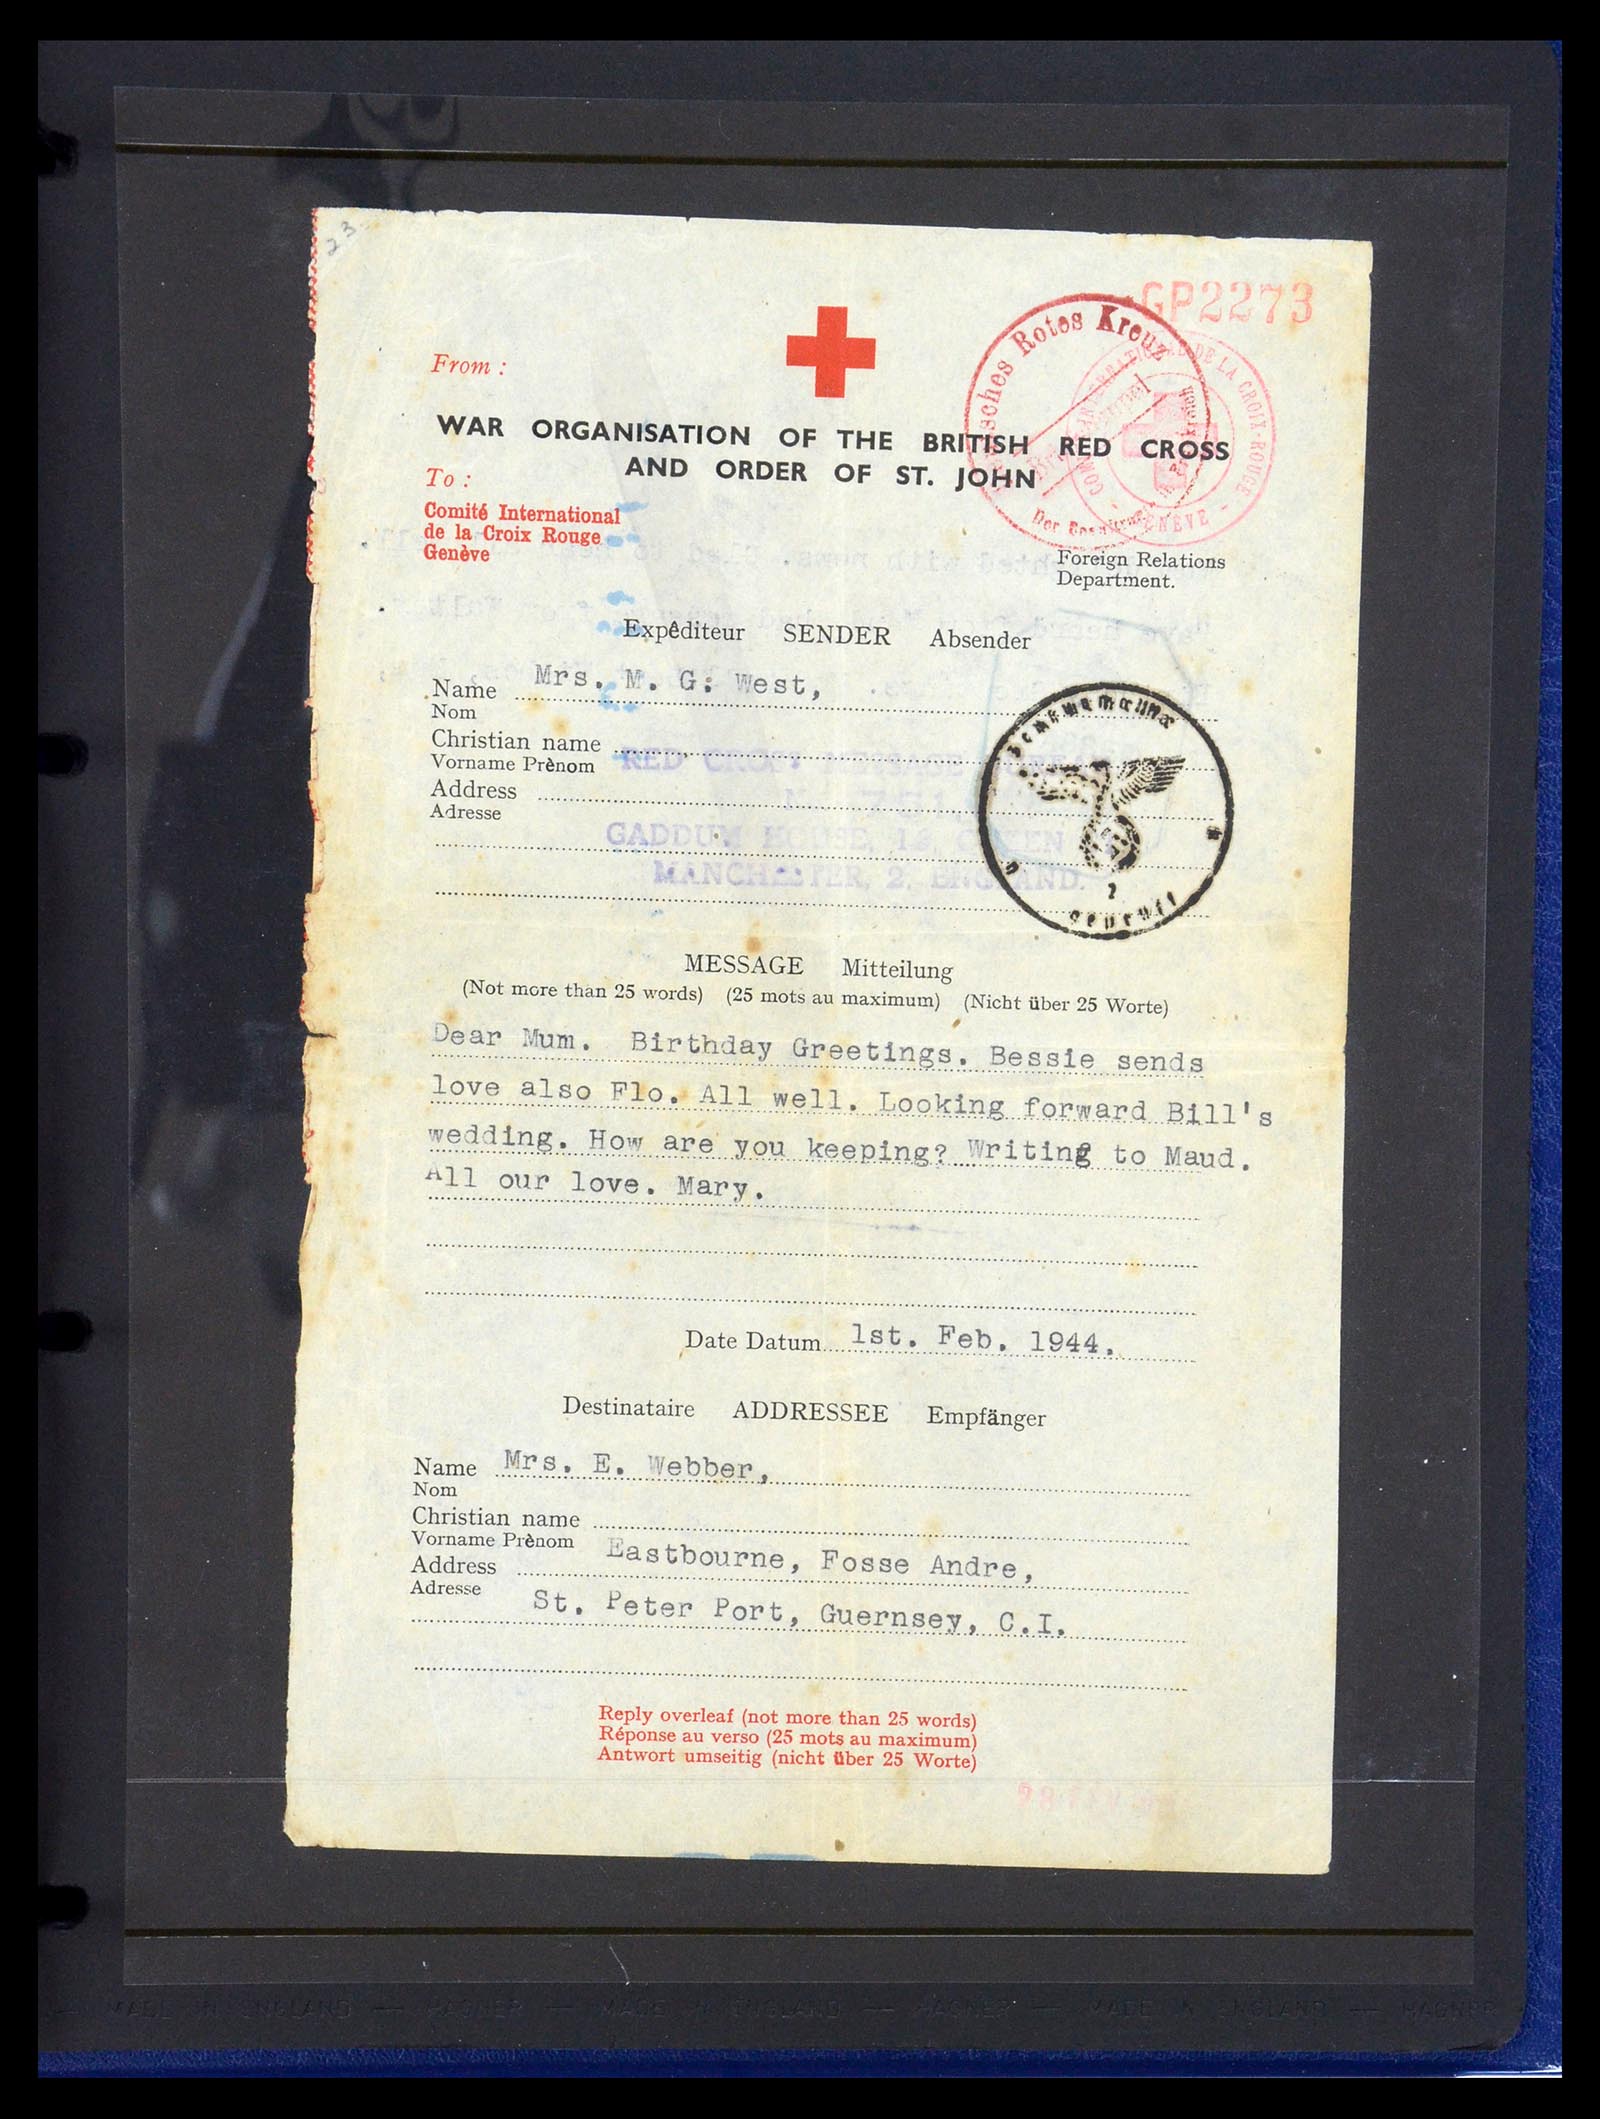 23
GP2273
From :
WAR ORGANISATION OF THE BRITISH RED CROSS
AND ORDER OF ST. JOHN
Rotes Kreuz
DE LA CROIX-ROUGE
GENÈVE
To :
Comité International
de la Croix Rouge
Genève
Foreign Relations
Department.
Expêditeur SENDER Absender
Name Mrs. M. G. West,
Nom
Christian name
Vorname Prènom
Address
Adresse
RED CROSS MESSAGE
GADDUM HOUSE, 16, QUEEN
MANCHESTER, 2, ENGLAND.
MESSAGE Mitteilung
(Not more than 25 words) (25 mots au maximum) (Nicht über 25 Worte)
Dear Mum. Birthday Greetings. Bessie sends
love also Flo. All well. Looking forward Bill's
wedding. How are you keeping? Writing to Maud.
All our love. Mary.
Date Datum 1st. Feb. 1944.
Destinataire ADDRESSEE Empfänger
Name Mrs. E. Webber,
Nom
Christian name
Vorname Prènom
Address Eastbourne, Fosse Andre,
Adresse St. Peter Port, Guernsey, C.I.
Reply overleaf (not more than 25 words)
Réponse au verso (25 mots au maximum)
Antwort umseitig (nicht über 25 Worte)
MADE IN ENGLAND — HAGNER — MADE IN ENGLAND — HAGNER — MADE IN ENGLAND — HAGNER